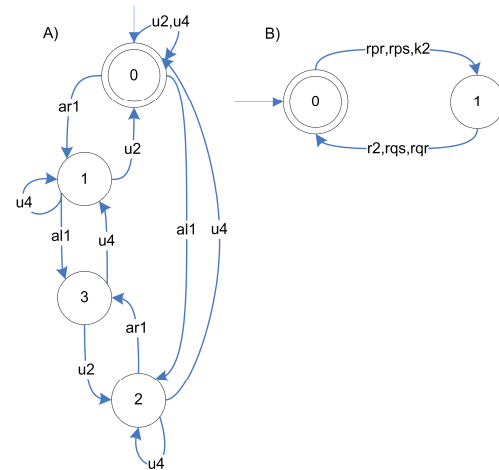 A)
u2,u4
0
ar1
u2
1
u4
al1
u4
al1
u4
3
ar1
u2
2
u4
B)
rpr,rps,k2
0
1
r2,rqs,rqr